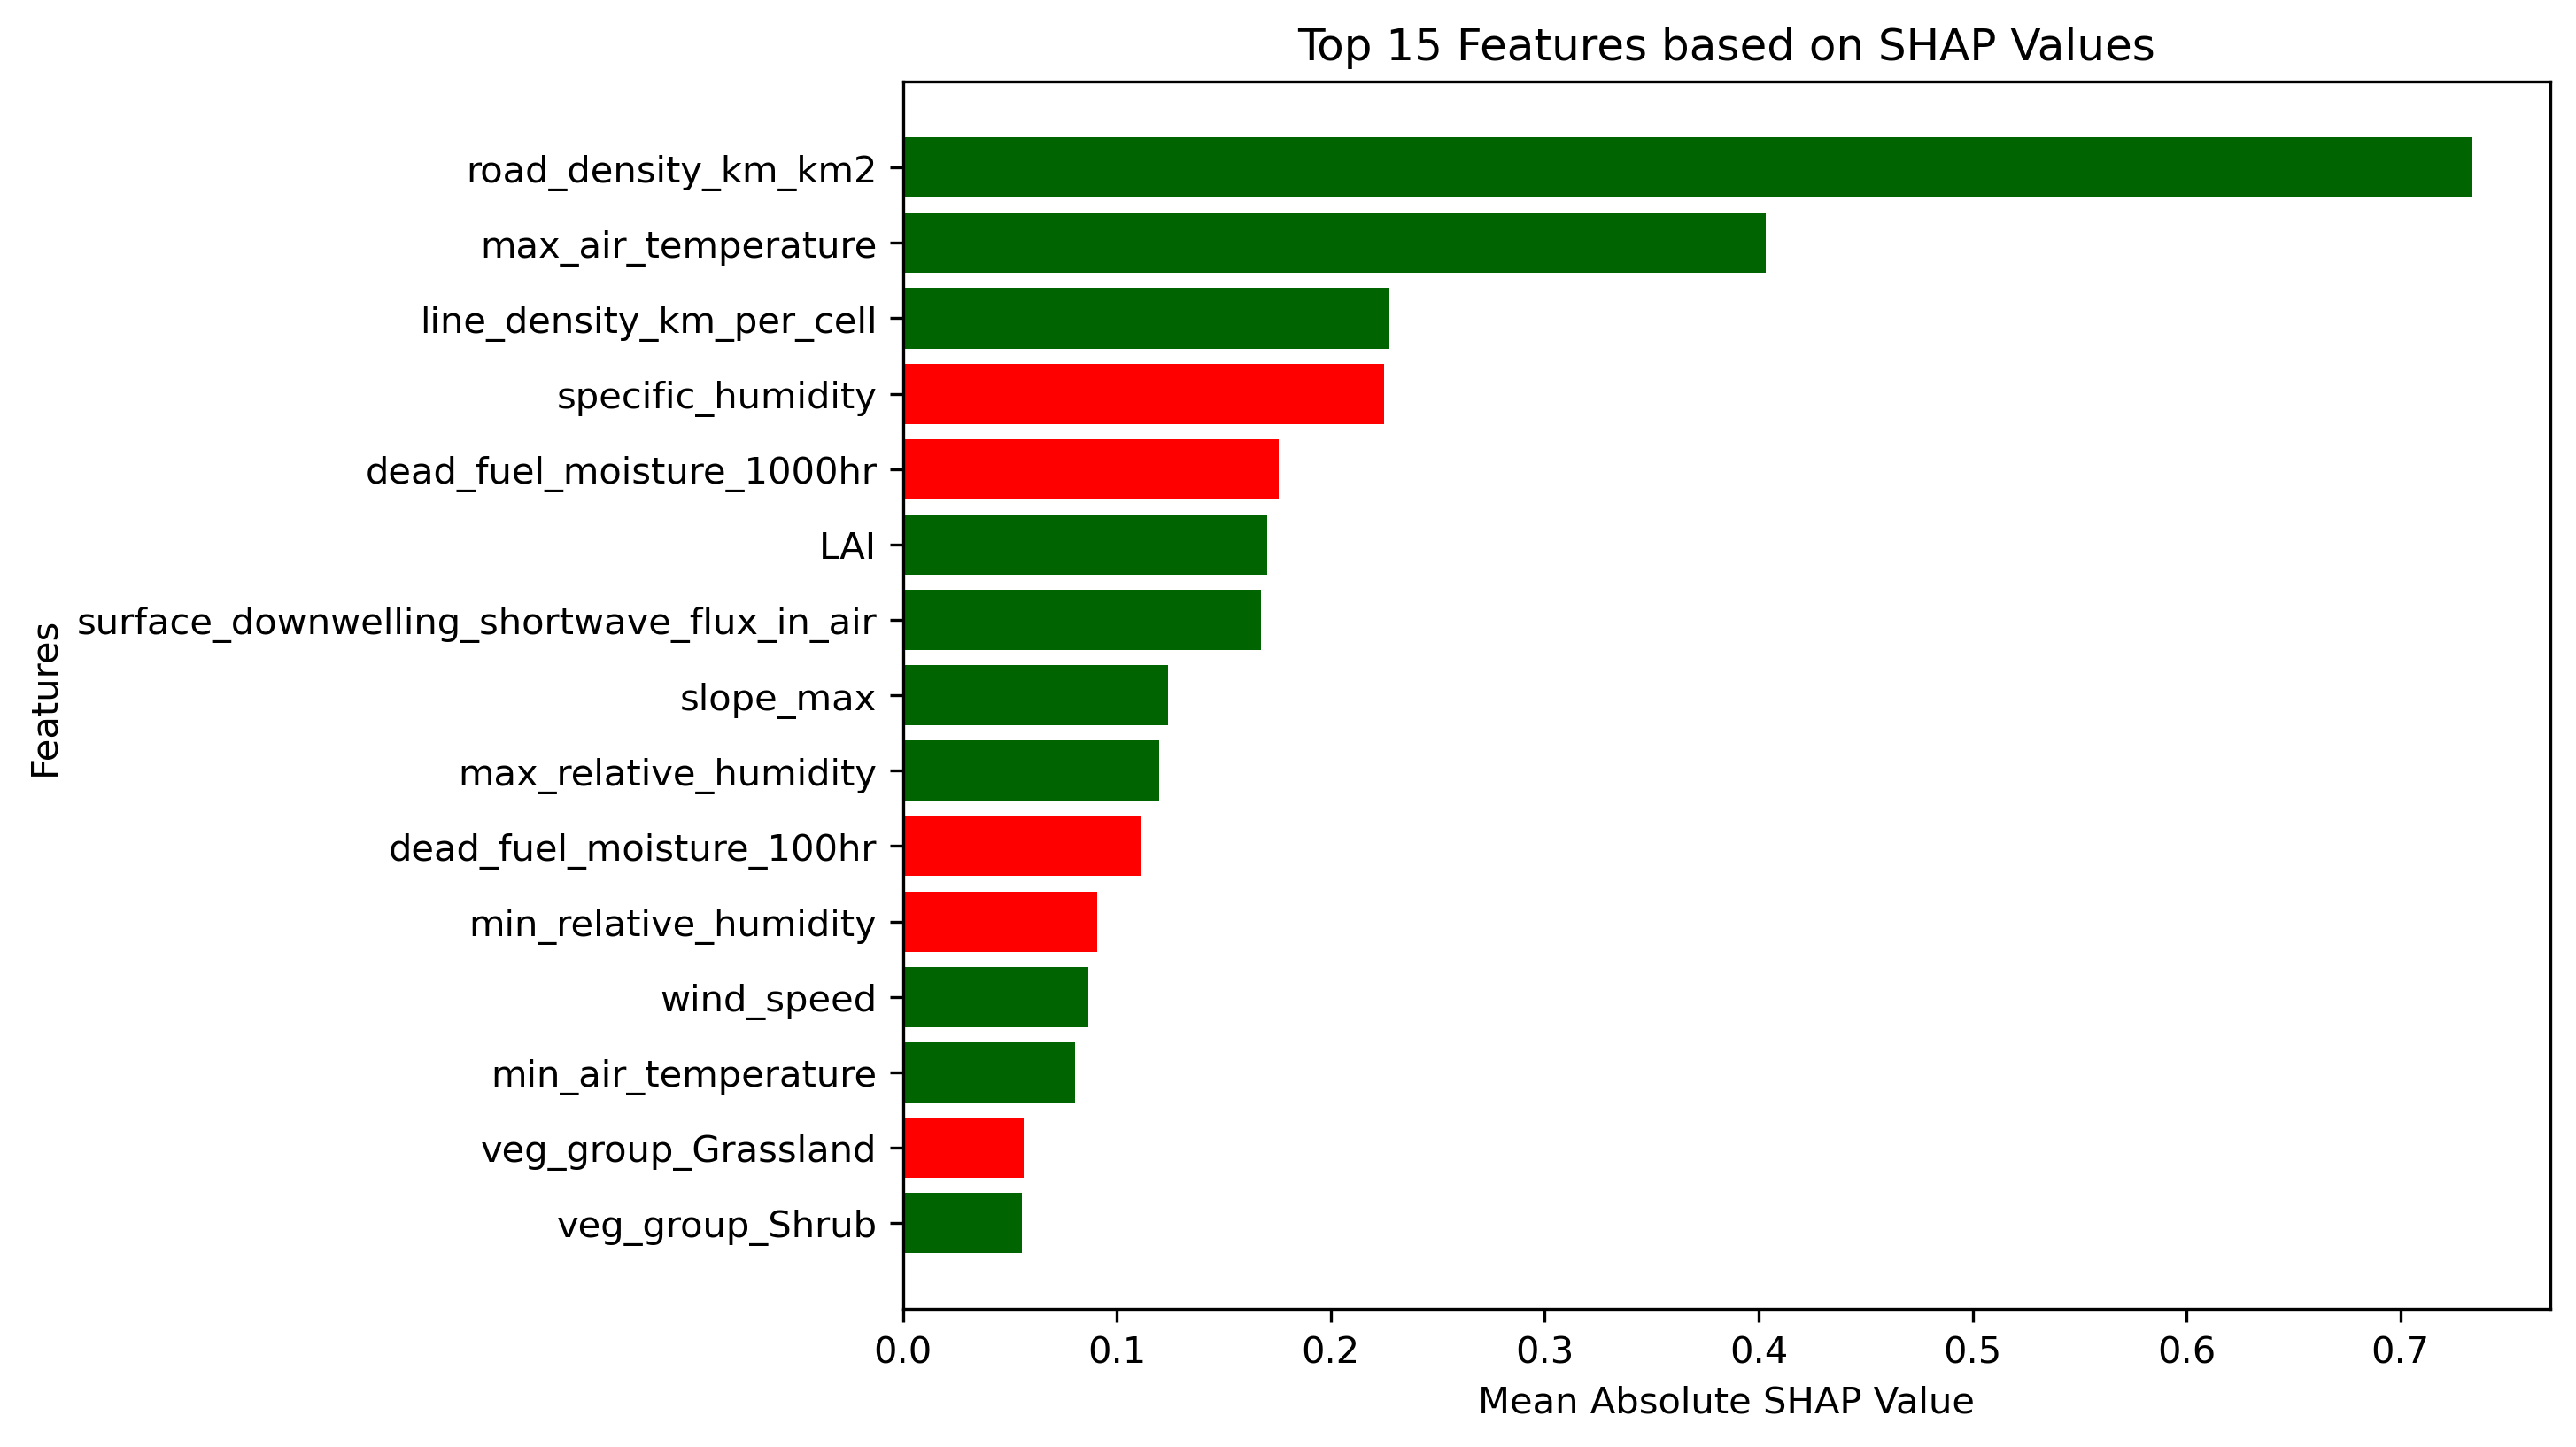 Top 15 Features based on SHAP Values
road_density_km_km2
max_air_temperature
line_density_km_per_cell
specific_humidity
dead_fuel_moisture_1000hr
LAI
surface_downwelling_shortwave_flux_in_air
slope_max
max_relative_humidity
dead_fuel_moisture_100hr
min_relative_humidity
wind_speed
min_air_temperature
veg_group_Grassland
veg_group_Shrub
Features
0.0 0.1 0.2 0.3 0.4 0.5 0.6 0.7
Mean Absolute SHAP Value